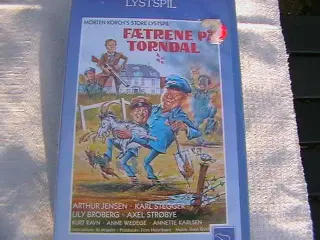 LYSTSPIL
MORTEN KORCH'S STORE LYSTSPIL
FÆTRENE PÅ
TORNDAL
ARTHUR JENSEN · KARL STEGGER
LILY BROBERG · AXEL STRØBYE
KURT RAVN · ANNE WEDEGE · ANNETTE KARLSEN